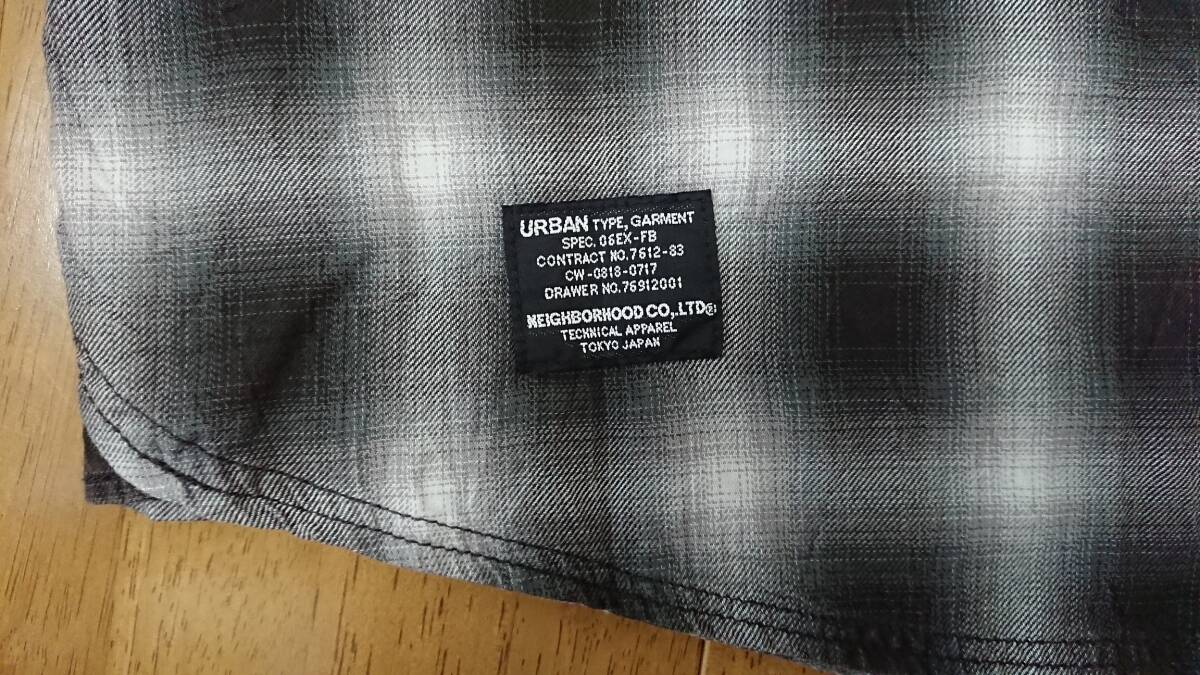 URBAN TYPE, GARMENT
SPEC. 06EX-FB
CONTRACT NO.7612-83
CW-0818-0717
DRAWER NO.76912001
NEIGHBORHOOD CO,.LTD®
TECHNICAL APPAREL
TOKYO JAPAN